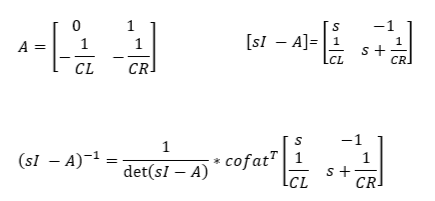 A = [ 0 1 ; −1/CL −1/CR ]    [sI − A]= [ s −1 ; 1/CL s + 1/CR ]
(sI − A)⁻¹ = 1/det(sI − A) * cofatᵀ [ s −1 ; 1/CL s + 1/CR ]